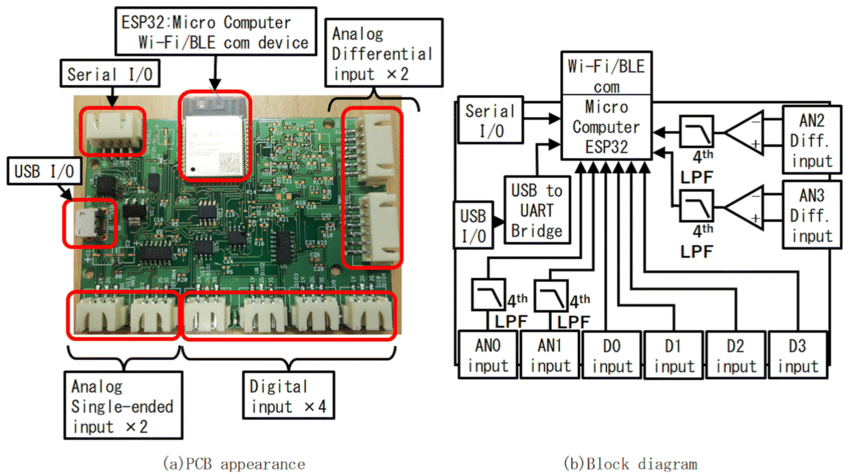 ESP32:Micro Computer
Wi-Fi/BLE com device
Analog
Differential
input ×2
Serial I/O
USB I/O
Analog
Single-ended
input ×2
Digital
input ×4
(a)PCB appearance
Wi-Fi/BLE
com
Micro
Computer
ESP32
Serial
I/O
USB
I/O
USB to
UART
Bridge
4th
LPF
AN2
Diff.
input
4th
LPF
AN3
Diff.
input
4th
LPF
4th
LPF
AN0
input
AN1
input
D0
input
D1
input
D2
input
D3
input
(b)Block diagram